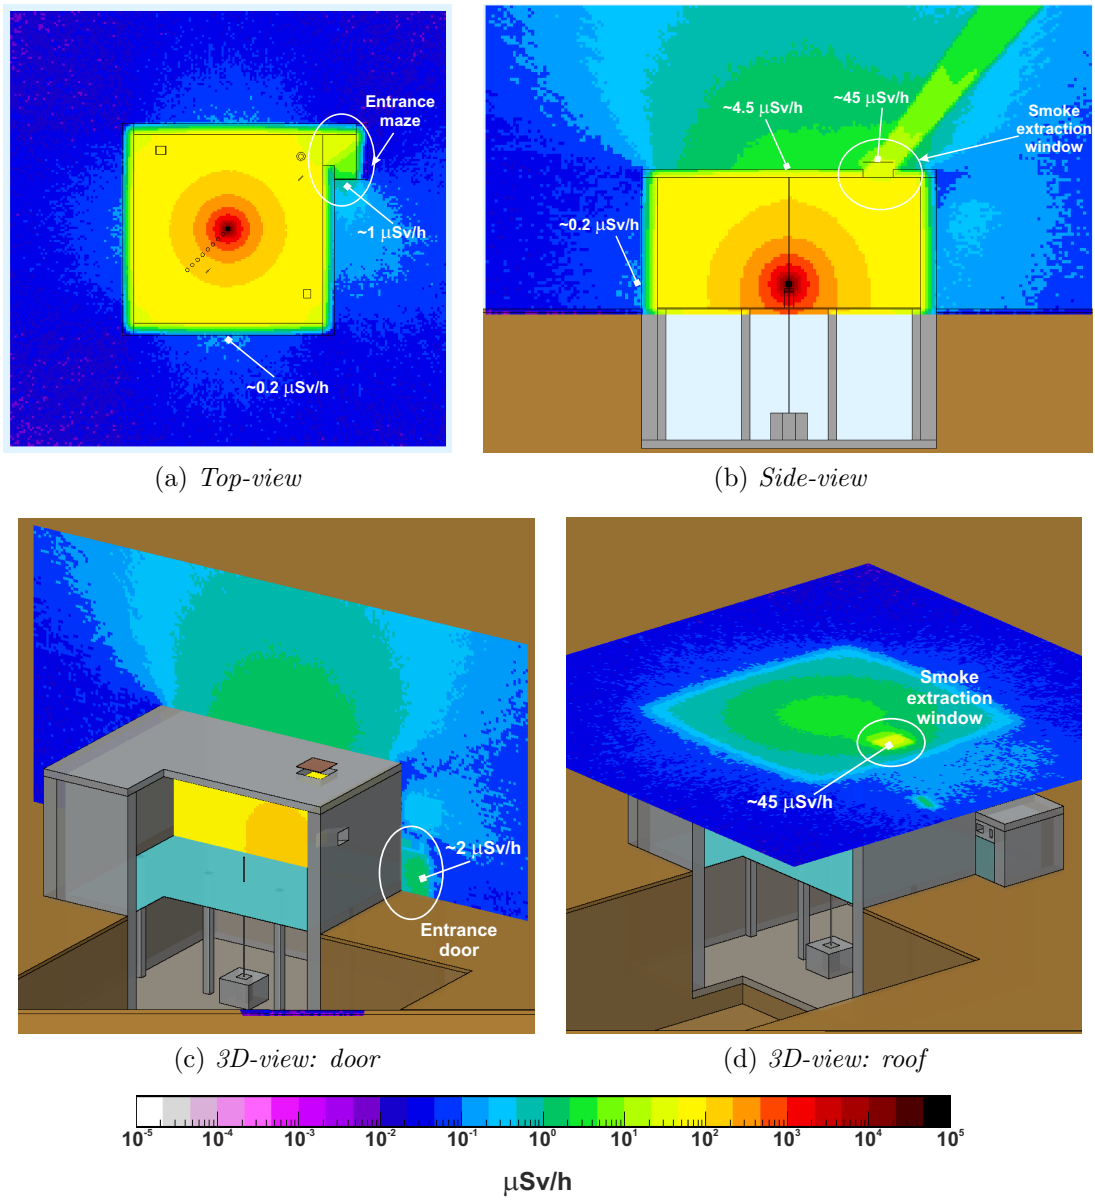 Entrance
maze
~1 μSv/h
~0.2 μSv/h
(a) Top-view
~4.5 μSv/h
~45 μSv/h
Smoke
extraction
window
~0.2 μSv/h
(b) Side-view
~2 μSv/h
Entrance
door
(c) 3D-view: door
Smoke
extraction
window
~45 μSv/h
(d) 3D-view: roof
10⁻⁵ 10⁻⁴ 10⁻³ 10⁻² 10⁻¹ 10⁰ 10¹ 10² 10³ 10⁴ 10⁵
μSv/h